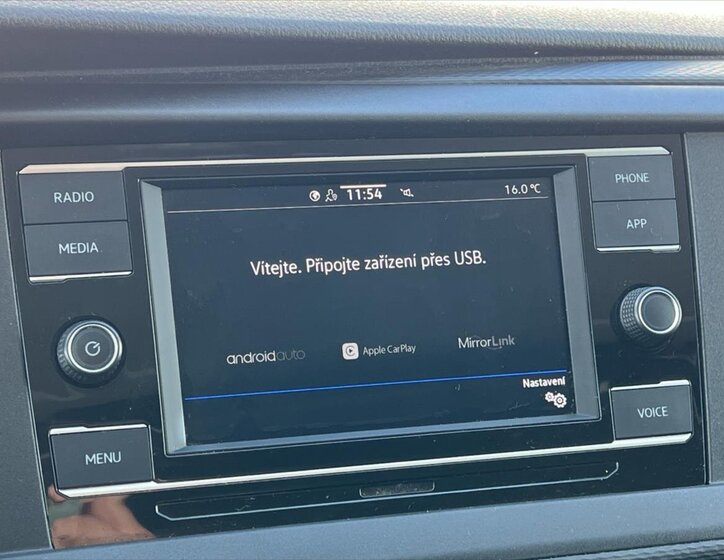 RADIO
MEDIA
MENU
11:54
16.0 °C
Vítejte. Připojte zařízení přes USB.
androidauto
Apple CarPlay
MirrorLink
Nastavení
PHONE
APP
VOICE